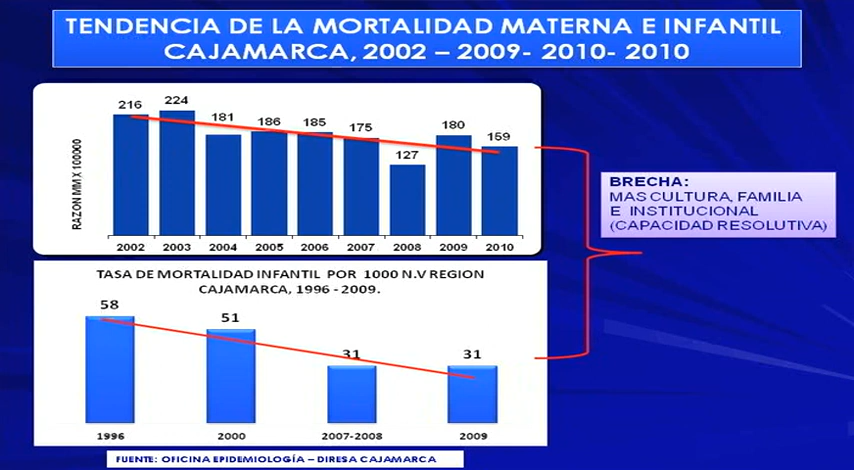 TENDENCIA DE LA MORTALIDAD MATERNA E INFANTIL
CAJAMARCA, 2002 – 2009- 2010- 2010
RAZON MM X 100000
216 224 181 186 185 175 127 180 159
2002 2003 2004 2005 2006 2007 2008 2009 2010
BRECHA:
MAS CULTURA, FAMILIA
E INSTITUCIONAL
(CAPACIDAD RESOLUTIVA)
TASA DE MORTALIDAD INFANTIL POR 1000 N.V REGION
CAJAMARCA, 1996 - 2009.
58 51 31 31
1996 2000 2007-2008 2009
FUENTE: OFICINA EPIDEMIOLOGÍA – DIRESA CAJAMARCA